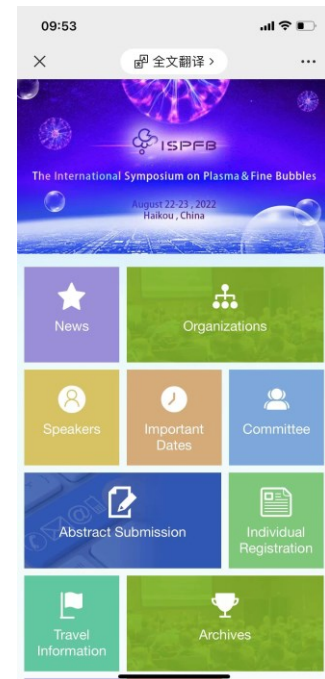 09:53
全文翻译 >
ISPFB
The International Symposium on Plasma & Fine Bubbles
August 22-23 , 2022
Haikou , China
News
Organizations
Speakers
Important
Dates
Committee
Abstract Submission
Individual
Registration
Travel
Information
Archives